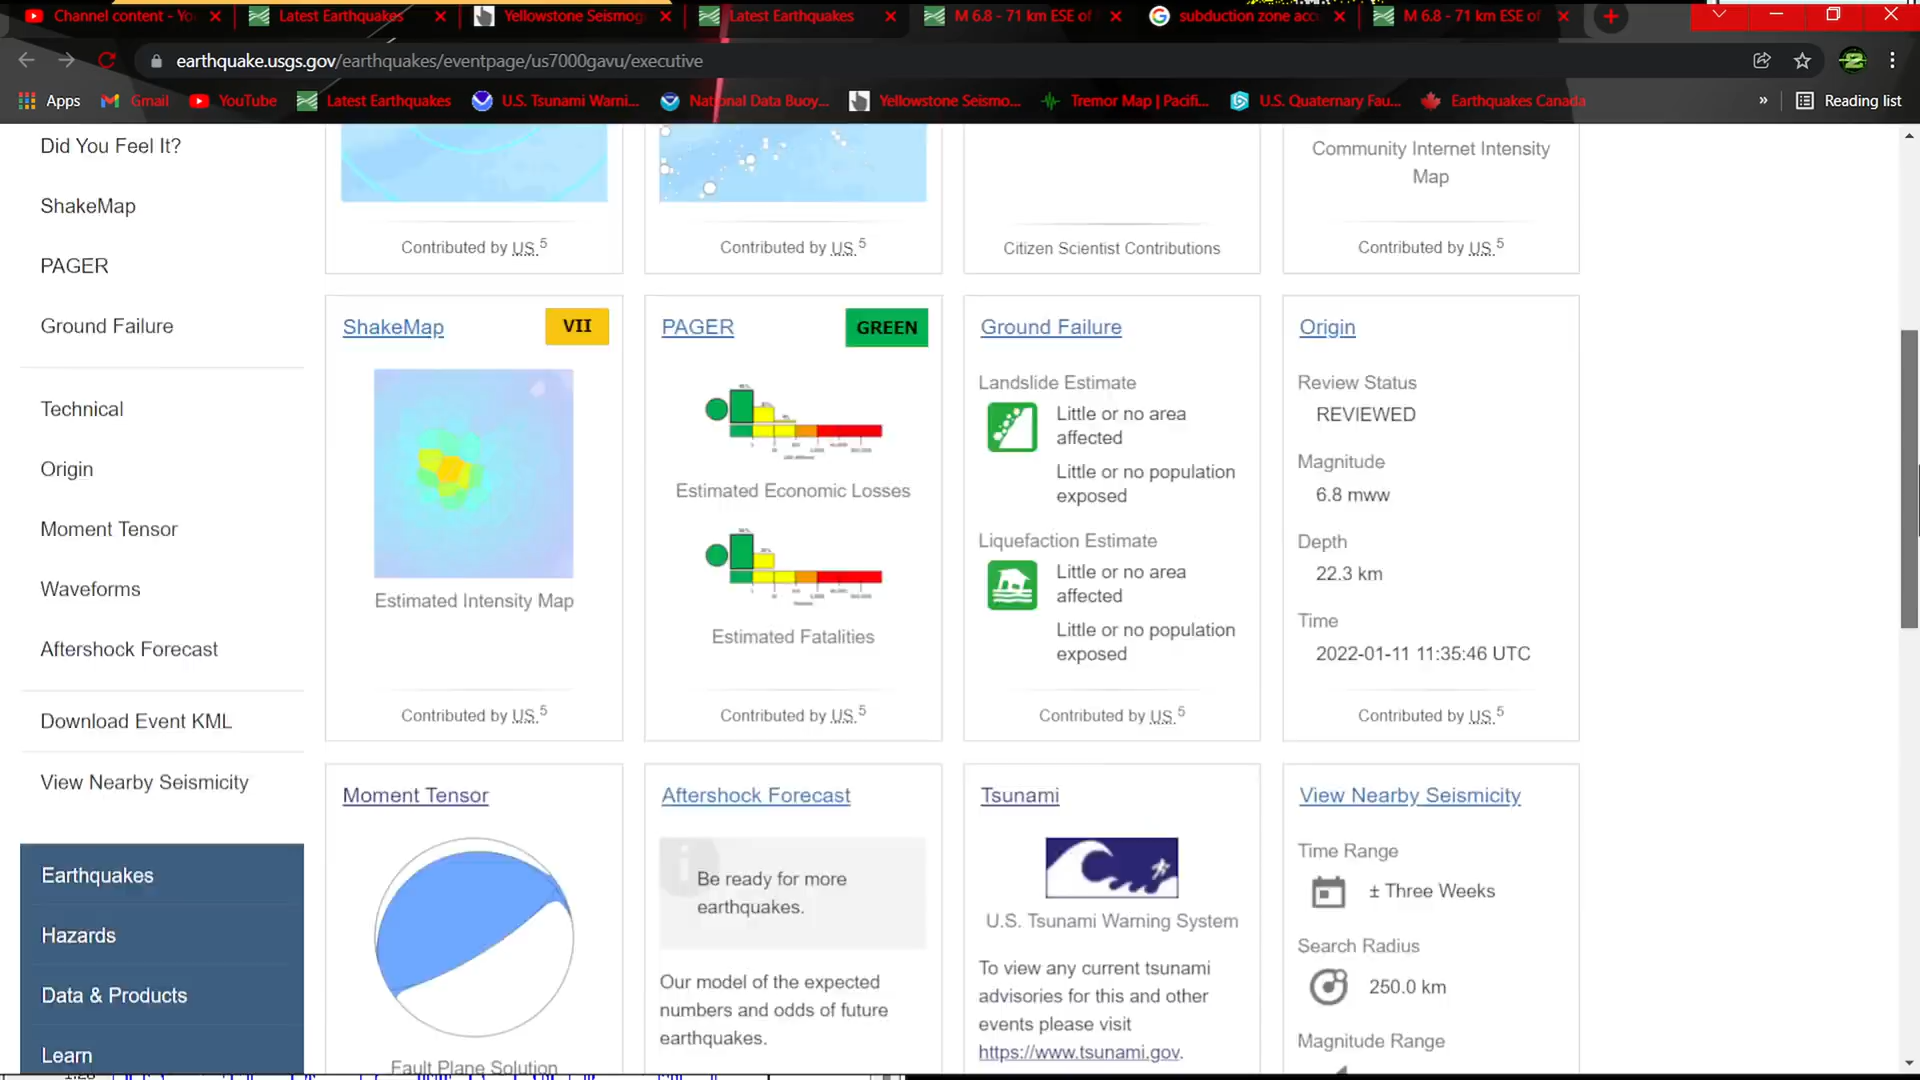 Channel content - Yo
Latest Earthquakes
Yellowstone Seismog
Latest Earthquakes
M 6.8 - 71 km ESE of
subduction zone acc
M 6.8 - 71 km ESE of
earthquake.usgs.gov/earthquakes/eventpage/us7000gavu/executive
Apps
Gmail
YouTube
Latest Earthquakes
U.S. Tsunami Warni...
National Data Buoy...
Yellowstone Seismo...
Tremor Map | Pacifi...
U.S. Quaternary Fau...
Earthquakes Canada
»
Reading list
Did You Feel It?
ShakeMap
PAGER
Ground Failure
Technical
Origin
Moment Tensor
Waveforms
Aftershock Forecast
Download Event KML
View Nearby Seismicity
Earthquakes
Hazards
Data & Products
Learn
Contributed by US 5
Contributed by US 5
Citizen Scientist Contributions
Community Internet Intensity
Map
Contributed by US 5
ShakeMap
VII
Estimated Intensity Map
Contributed by US 5
PAGER
GREEN
Estimated Economic Losses
Estimated Fatalities
Contributed by US 5
Ground Failure
Landslide Estimate
Little or no area
affected
Little or no population
exposed
Liquefaction Estimate
Little or no area
affected
Little or no population
exposed
Contributed by US 5
Origin
Review Status
REVIEWED
Magnitude
6.8 mww
Depth
22.3 km
Time
2022-01-11 11:35:46 UTC
Contributed by US 5
Moment Tensor
Fault Plane Solution
Aftershock Forecast
Be ready for more
earthquakes.
Our model of the expected
numbers and odds of future
earthquakes.
Tsunami
U.S. Tsunami Warning System
To view any current tsunami
advisories for this and other
events please visit
https://www.tsunami.gov.
View Nearby Seismicity
Time Range
± Three Weeks
Search Radius
250.0 km
Magnitude Range